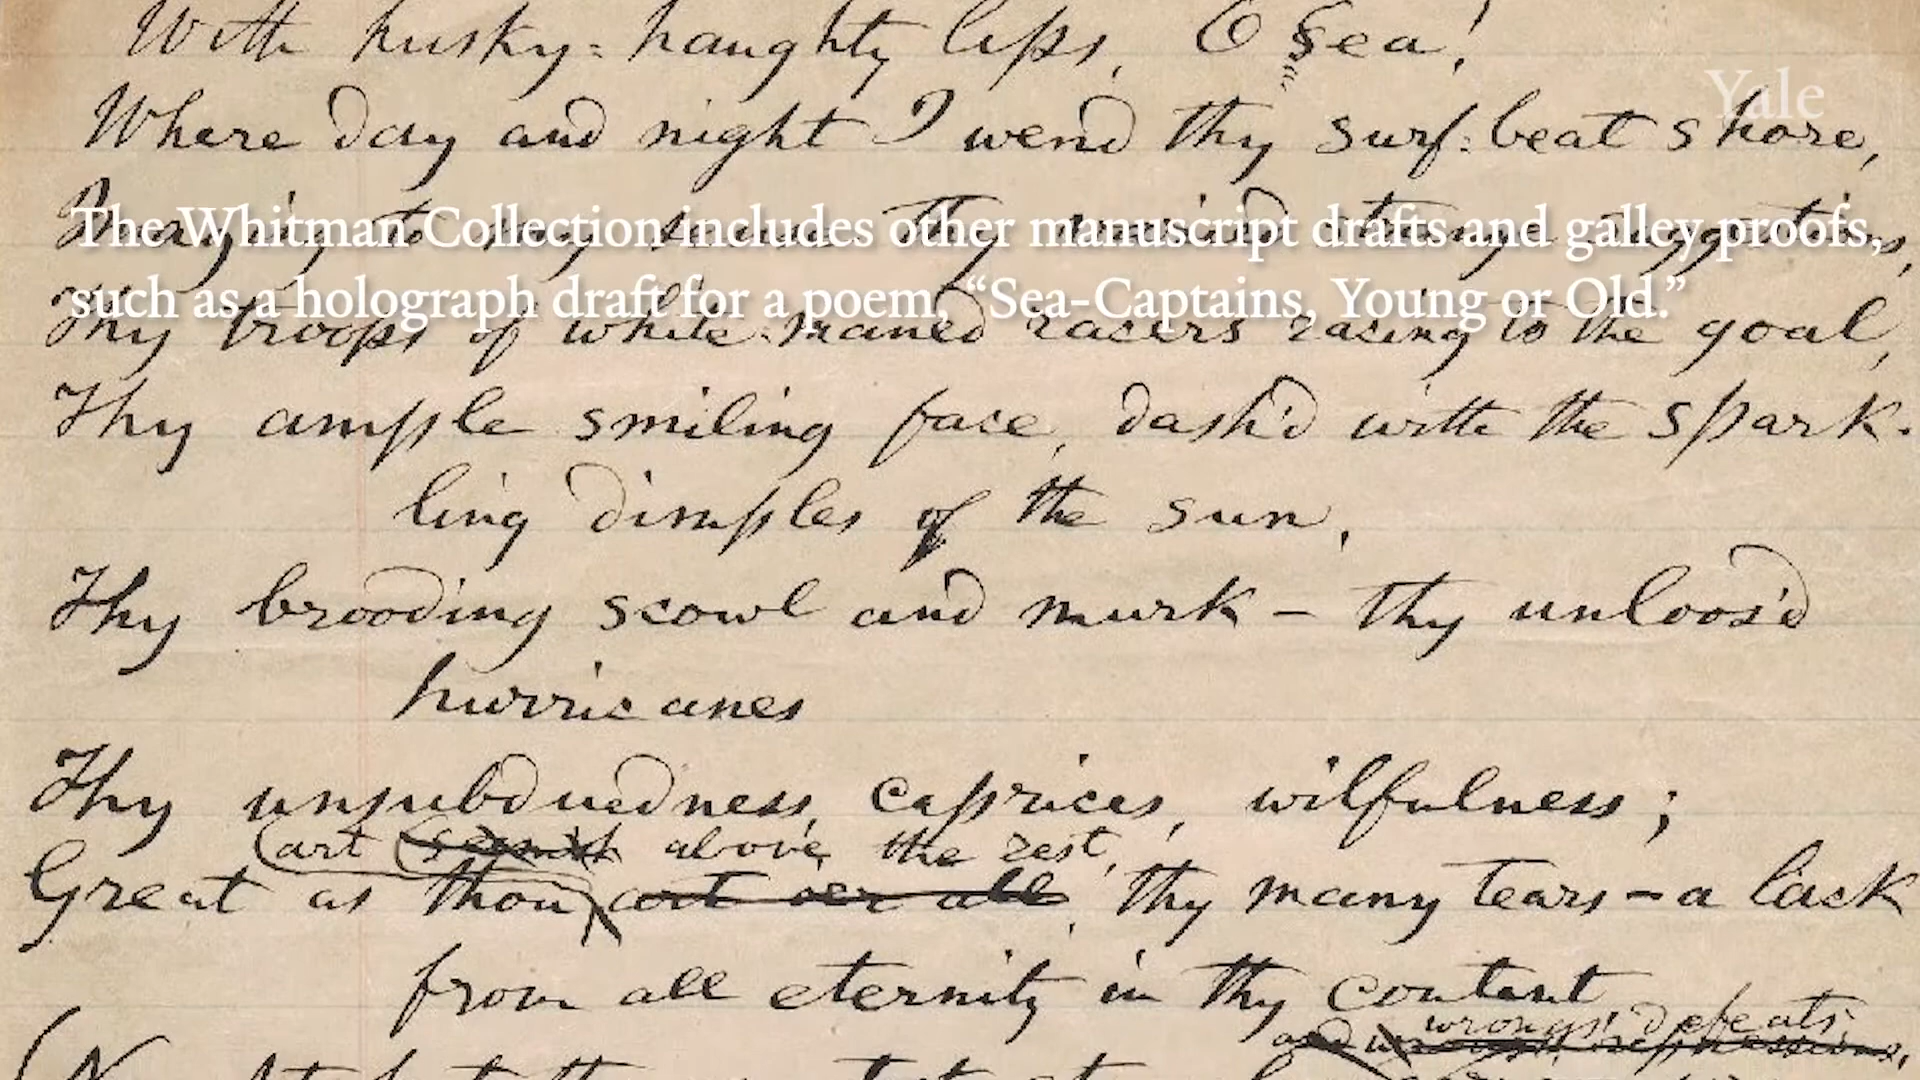 With husky-haughty lips, O Sea!
Yale
Where day and night I wend thy surf-beat shore,
The Whitman Collection includes other manuscript drafts and galley proofs,
such as a holograph draft for a poem, “Sea-Captains, Young or Old.”
Thy troops of white-maned racers racing to the goal,
Thy ample smiling face, dash'd with the spark-
ling dimples of the sun,
Thy brooding scowl and murk – thy unloos'd
hurricanes
Thy unsubduedness, caprices, wilfulness;
art above the rest,
Great as thou art o'er all, thy many tears – a lack
from all eternity in thy content
wrongs, defeats,